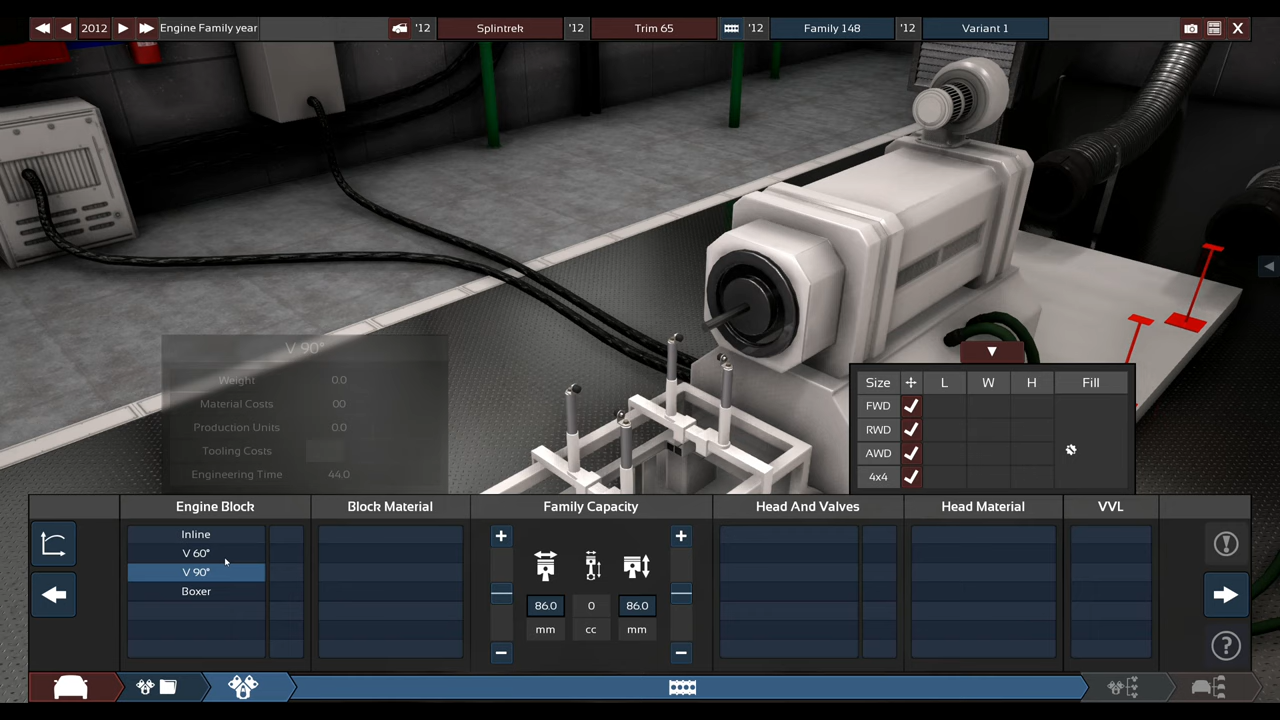 2012 Engine Family year '12 Splintrek '12 Trim 65 '12 Family 148 '12 Variant 1 X
V 90°
Weight 0.0
Material Costs 00
Production Units 0.0
Tooling Costs
Engineering Time 44.0
Size L W H Fill
FWD
RWD
AWD
4x4
Engine Block Block Material Family Capacity Head And Valves Head Material VVL
Inline
V 60°
V 90°
Boxer
+ +
86.0 0 86.0
mm cc mm
− −
!
?